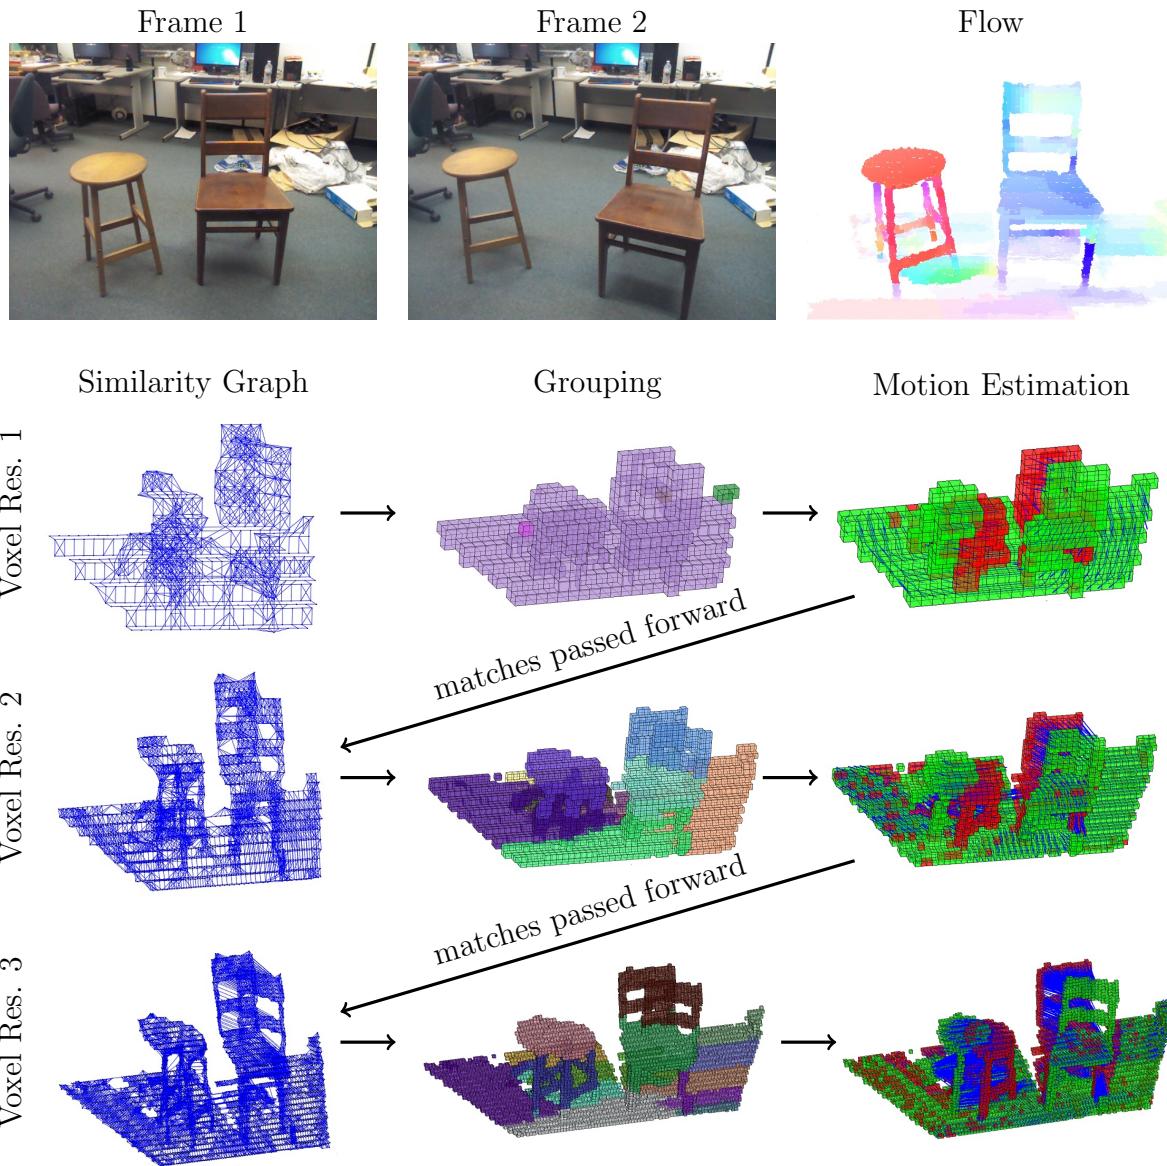 Frame 1
Frame 2
Flow
Similarity Graph
Grouping
Motion Estimation
Voxel Res. 1
matches passed forward
Voxel Res. 2
matches passed forward
Voxel Res. 3